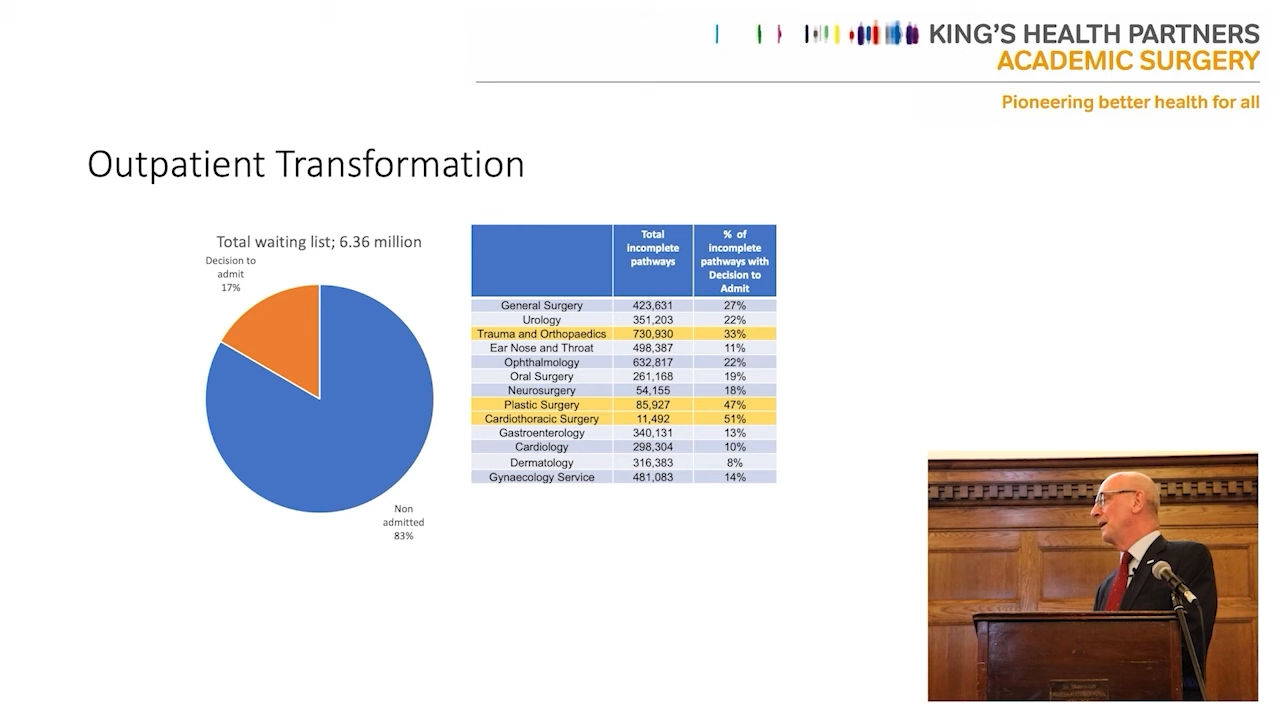 KING'S HEALTH PARTNERS
ACADEMIC SURGERY
Pioneering better health for all
Outpatient Transformation
Total waiting list; 6.36 million
Decision to
admit
17%
Non
admitted
83%
Total
incomplete
pathways
% of
incomplete
pathways with
Decision to
Admit
General Surgery 423,631 27%
Urology 351,203 22%
Trauma and Orthopaedics 730,930 33%
Ear Nose and Throat 498,387 11%
Ophthalmology 632,817 22%
Oral Surgery 261,168 19%
Neurosurgery 54,155 18%
Plastic Surgery 85,927 47%
Cardiothoracic Surgery 11,492 51%
Gastroenterology 340,131 13%
Cardiology 298,304 10%
Dermatology 316,383 8%
Gynaecology Service 481,083 14%